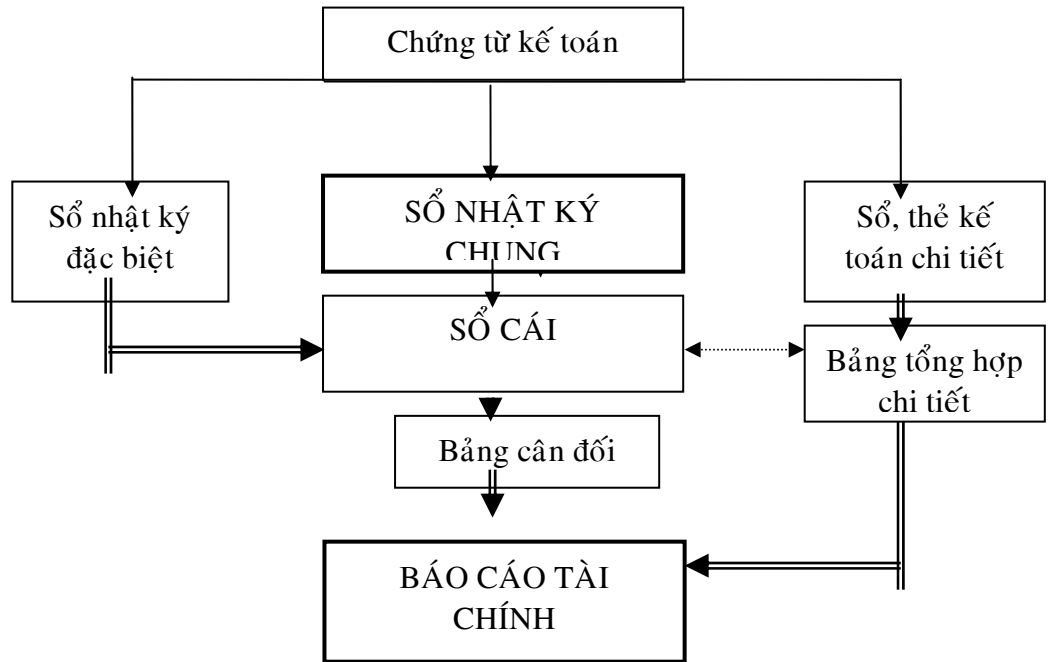 Chứng từ kế toán
Sổ nhật ký
đặc biệt
SỔ NHẬT KÝ
CHUNG
Sổ, thẻ kế
toán chi tiết
SỔ CÁI
Bảng tổng hợp
chi tiết
Bảng cân đối
BÁO CÁO TÀI
CHÍNH